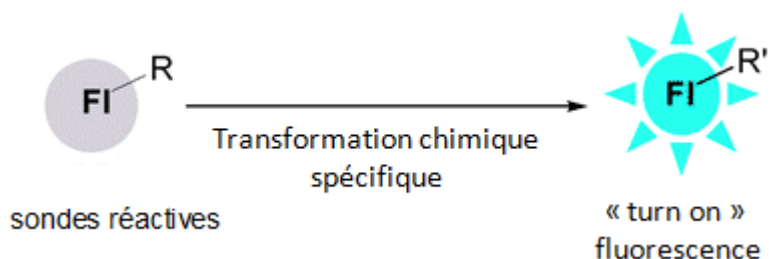 R
Fl
R'
Fl
Transformation chimique
spécifique
sondes réactives
« turn on »
fluorescence